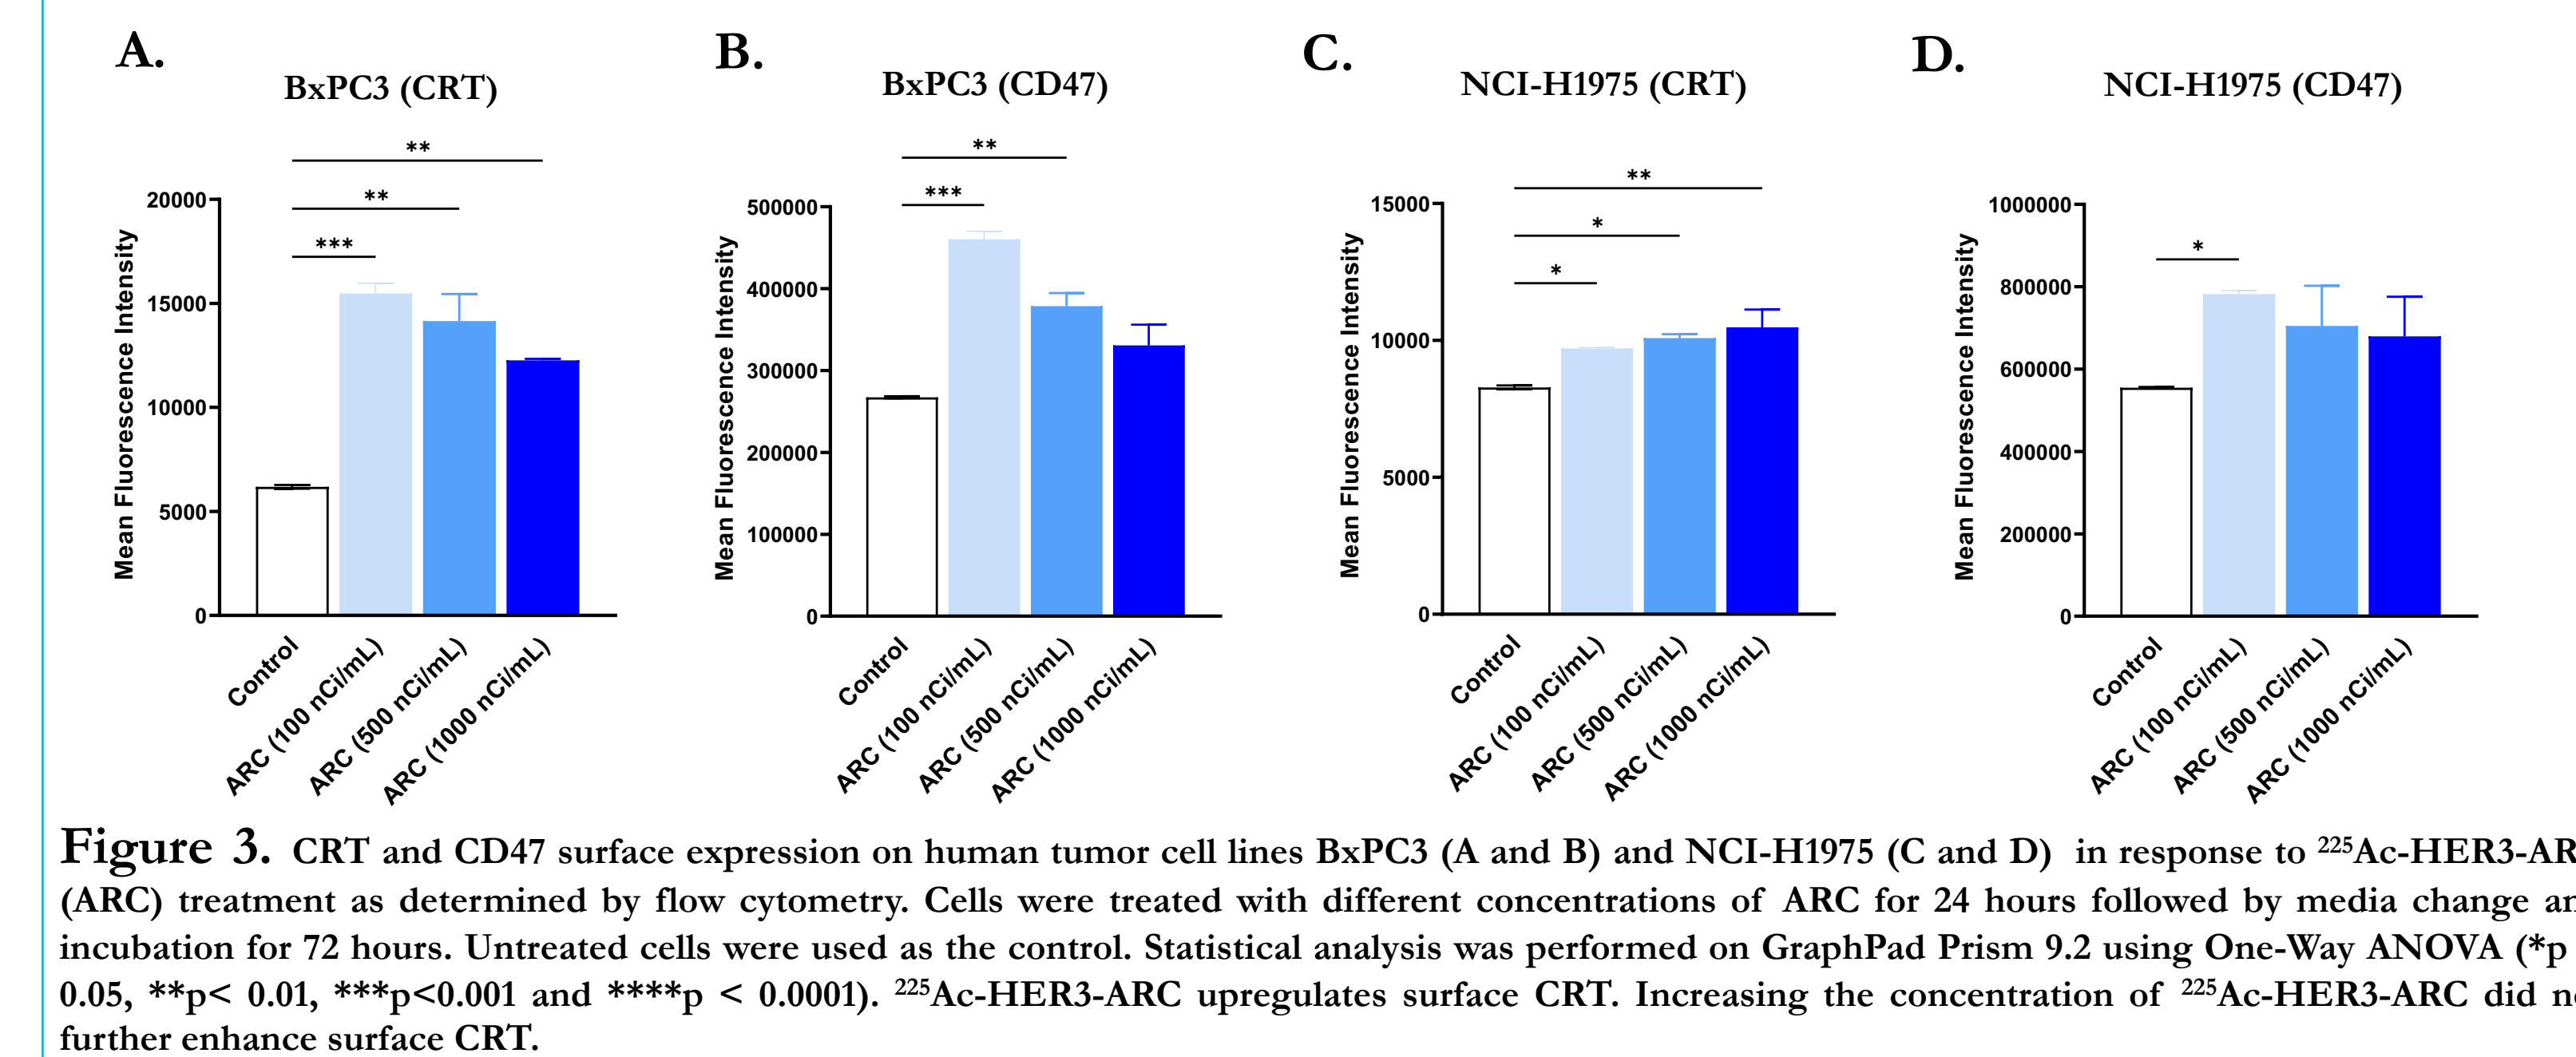 A.
BxPC3 (CRT)
**
**
***
Mean Fluorescence Intensity
20000
15000
10000
5000
0
Control
ARC (100 nCi/mL)
ARC (500 nCi/mL)
ARC (1000 nCi/mL)
B.
BxPC3 (CD47)
**
***
Mean Fluorescence Intensity
500000
400000
300000
200000
100000
0
Control
ARC (100 nCi/mL)
ARC (500 nCi/mL)
ARC (1000 nCi/mL)
C.
NCI-H1975 (CRT)
**
*
*
Mean Fluorescence Intensity
15000
10000
5000
0
Control
ARC (100 nCi/mL)
ARC (500 nCi/mL)
ARC (1000 nCi/mL)
D.
NCI-H1975 (CD47)
*
Mean Fluorescence Intensity
1000000
800000
600000
400000
200000
0
Control
ARC (100 nCi/mL)
ARC (500 nCi/mL)
ARC (1000 nCi/mL)
Figure 3. CRT and CD47 surface expression on human tumor cell lines BxPC3 (A and B) and NCI-H1975 (C and D) in response to ²²⁵Ac-HER3-AR
(ARC) treatment as determined by flow cytometry. Cells were treated with different concentrations of ARC for 24 hours followed by media change an
incubation for 72 hours. Untreated cells were used as the control. Statistical analysis was performed on GraphPad Prism 9.2 using One-Way ANOVA (*p
0.05, **p< 0.01, ***p<0.001 and ****p < 0.0001). ²²⁵Ac-HER3-ARC upregulates surface CRT. Increasing the concentration of ²²⁵Ac-HER3-ARC did n
further enhance surface CRT.